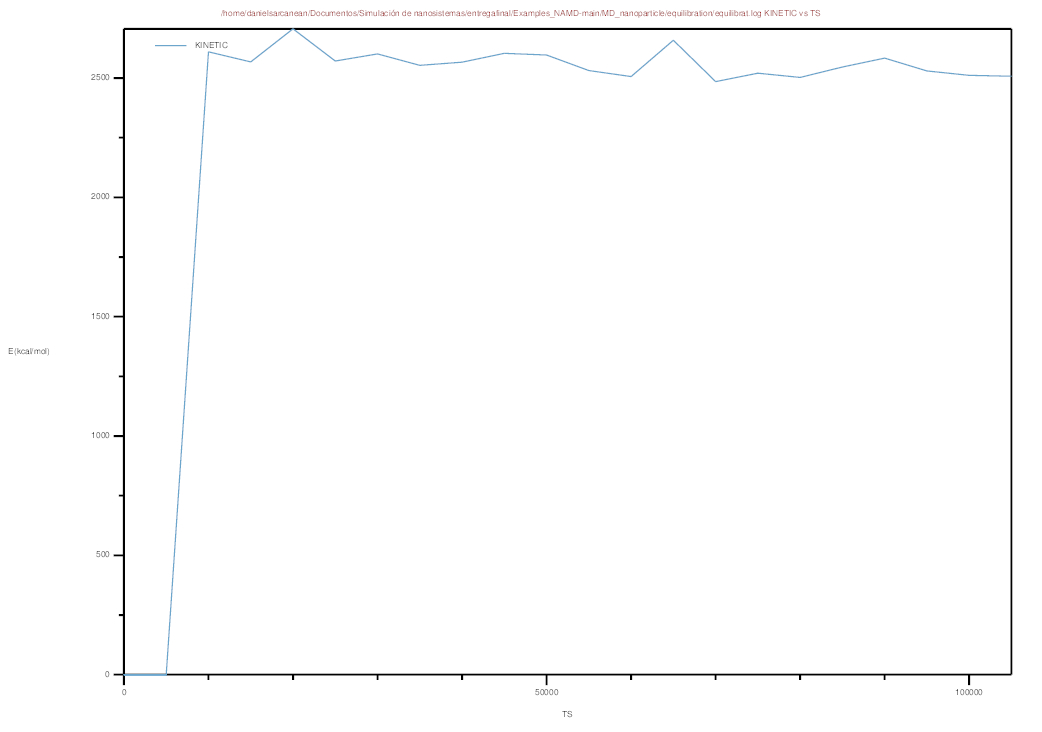 /home/danielsarcanean/Documentos/Simulación de nanosistemas/entregafinal/Examples_NAMD-main/MD_nanoparticle/equilibration/equilibrat.log KINETIC vs TS
KINETIC
2500
2000
1500
E(kcal/mol)
1000
500
0
0 50000 100000
TS